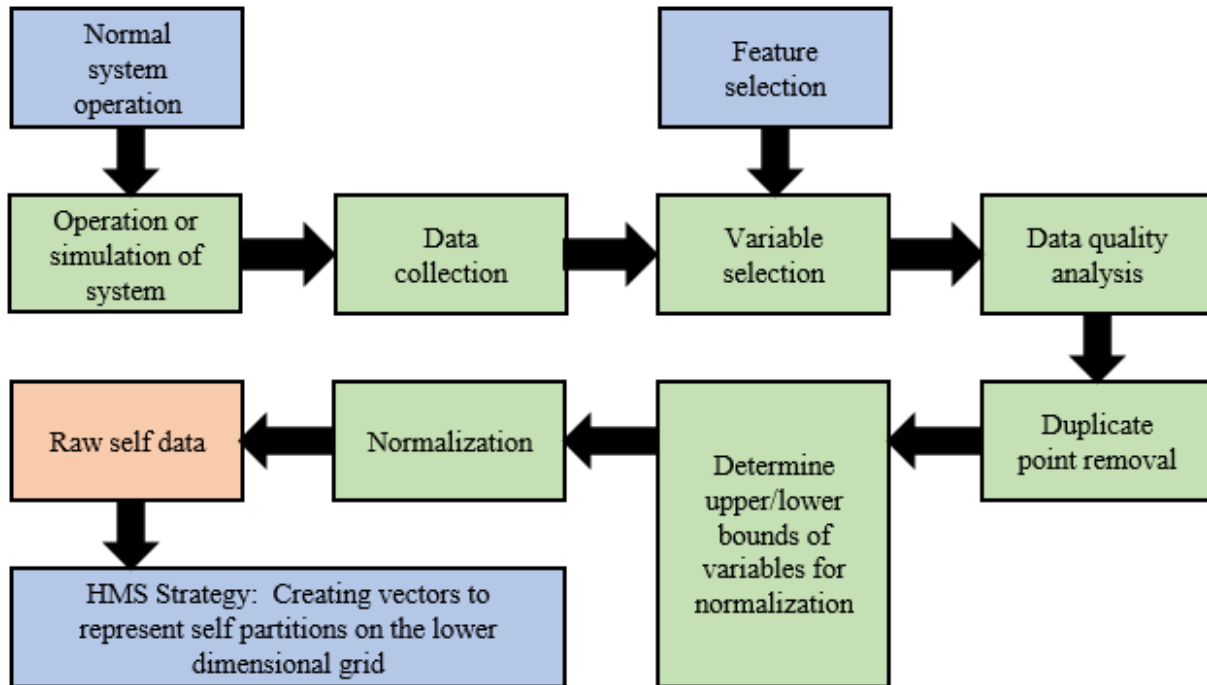 Normal
system
operation
Feature
selection
Operation or
simulation of
system
Data
collection
Variable
selection
Data quality
analysis
Raw self data
Normalization
Determine
upper/lower
bounds of
variables for
normalization
Duplicate
point removal
HMS Strategy:  Creating vectors to
represent self partitions on the lower
dimensional grid